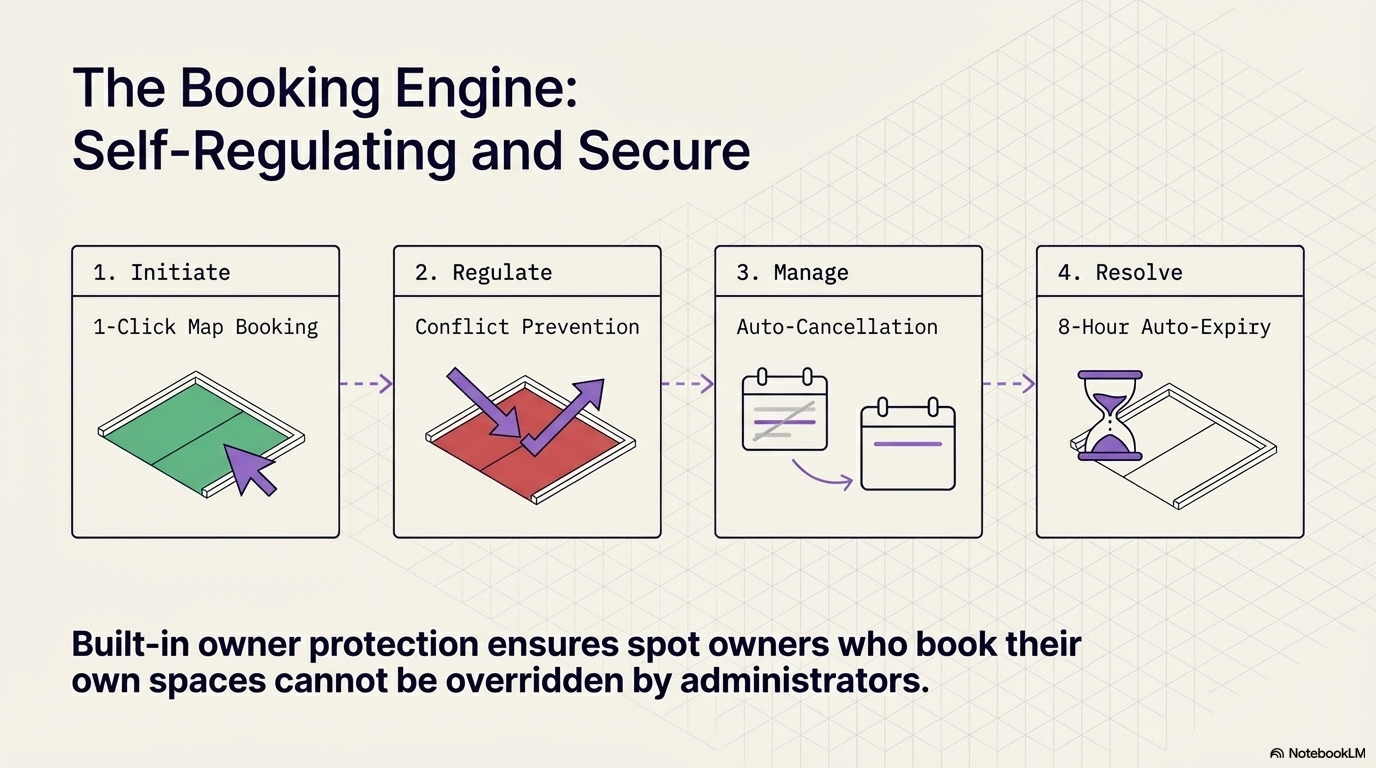 The Booking Engine:
Self-Regulating and Secure
1. Initiate
1-Click Map Booking
2. Regulate
Conflict Prevention
3. Manage
Auto-Cancellation
4. Resolve
8-Hour Auto-Expiry
Built-in owner protection ensures spot owners who book their
own spaces cannot be overridden by administrators.
NotebookLM